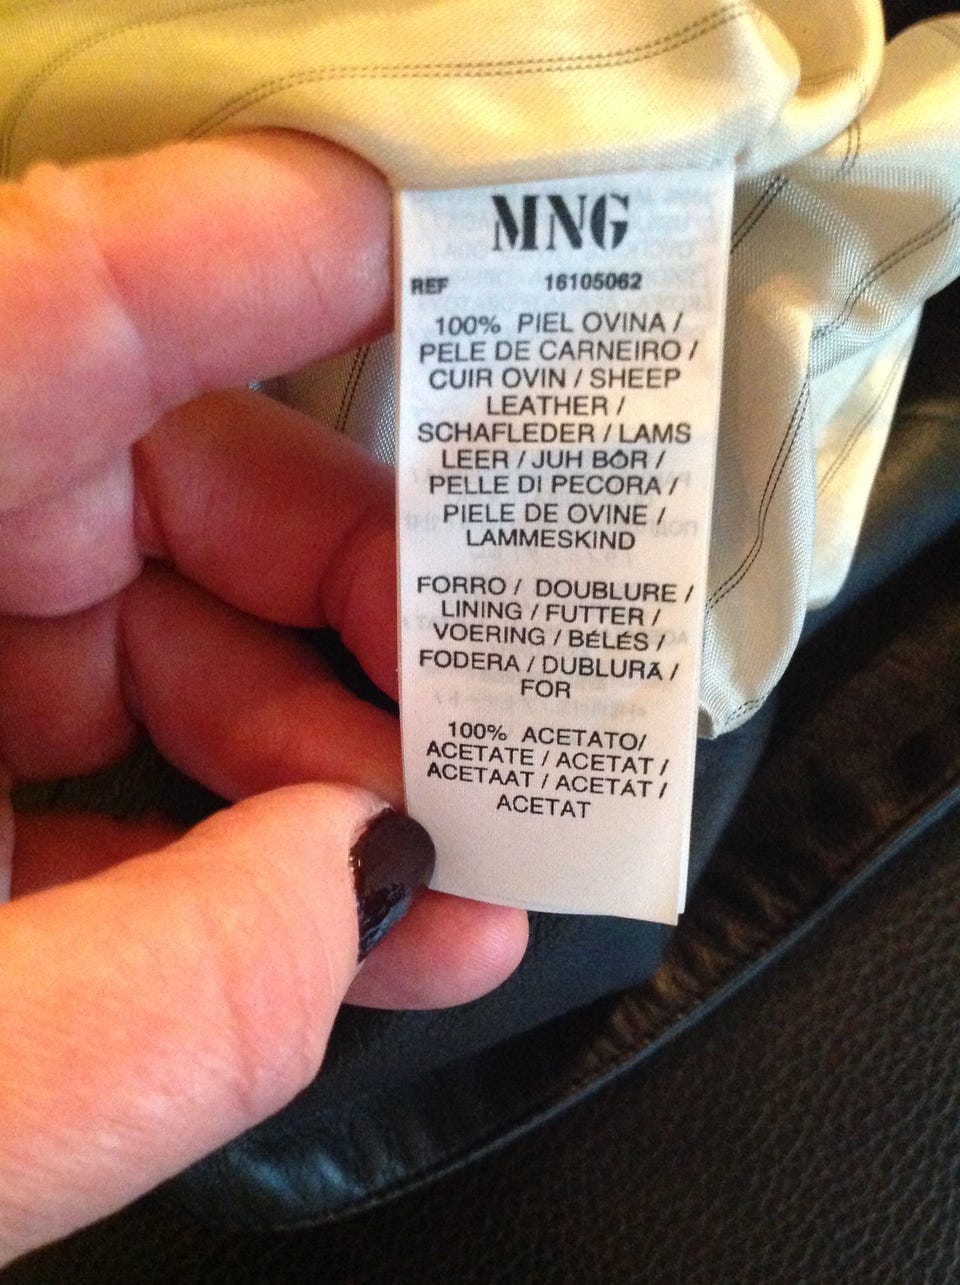 MNG
REF 16105062
100% PIEL OVINA /
PELE DE CARNEIRO /
CUIR OVIN / SHEEP
LEATHER /
SCHAFLEDER / LAMS
LEER / JUH BÔR /
PELLE DI PECORA /
PIELE DE OVINE /
LAMMESKIND
FORRO / DOUBLURE /
LINING / FUTTER /
VOERING / BÉLÉS /
FODERA / DUBLURĂ /
FOR
100% ACETATO/
ACETATE / ACETAT /
ACETAAT / ACETÁT /
ACETAT